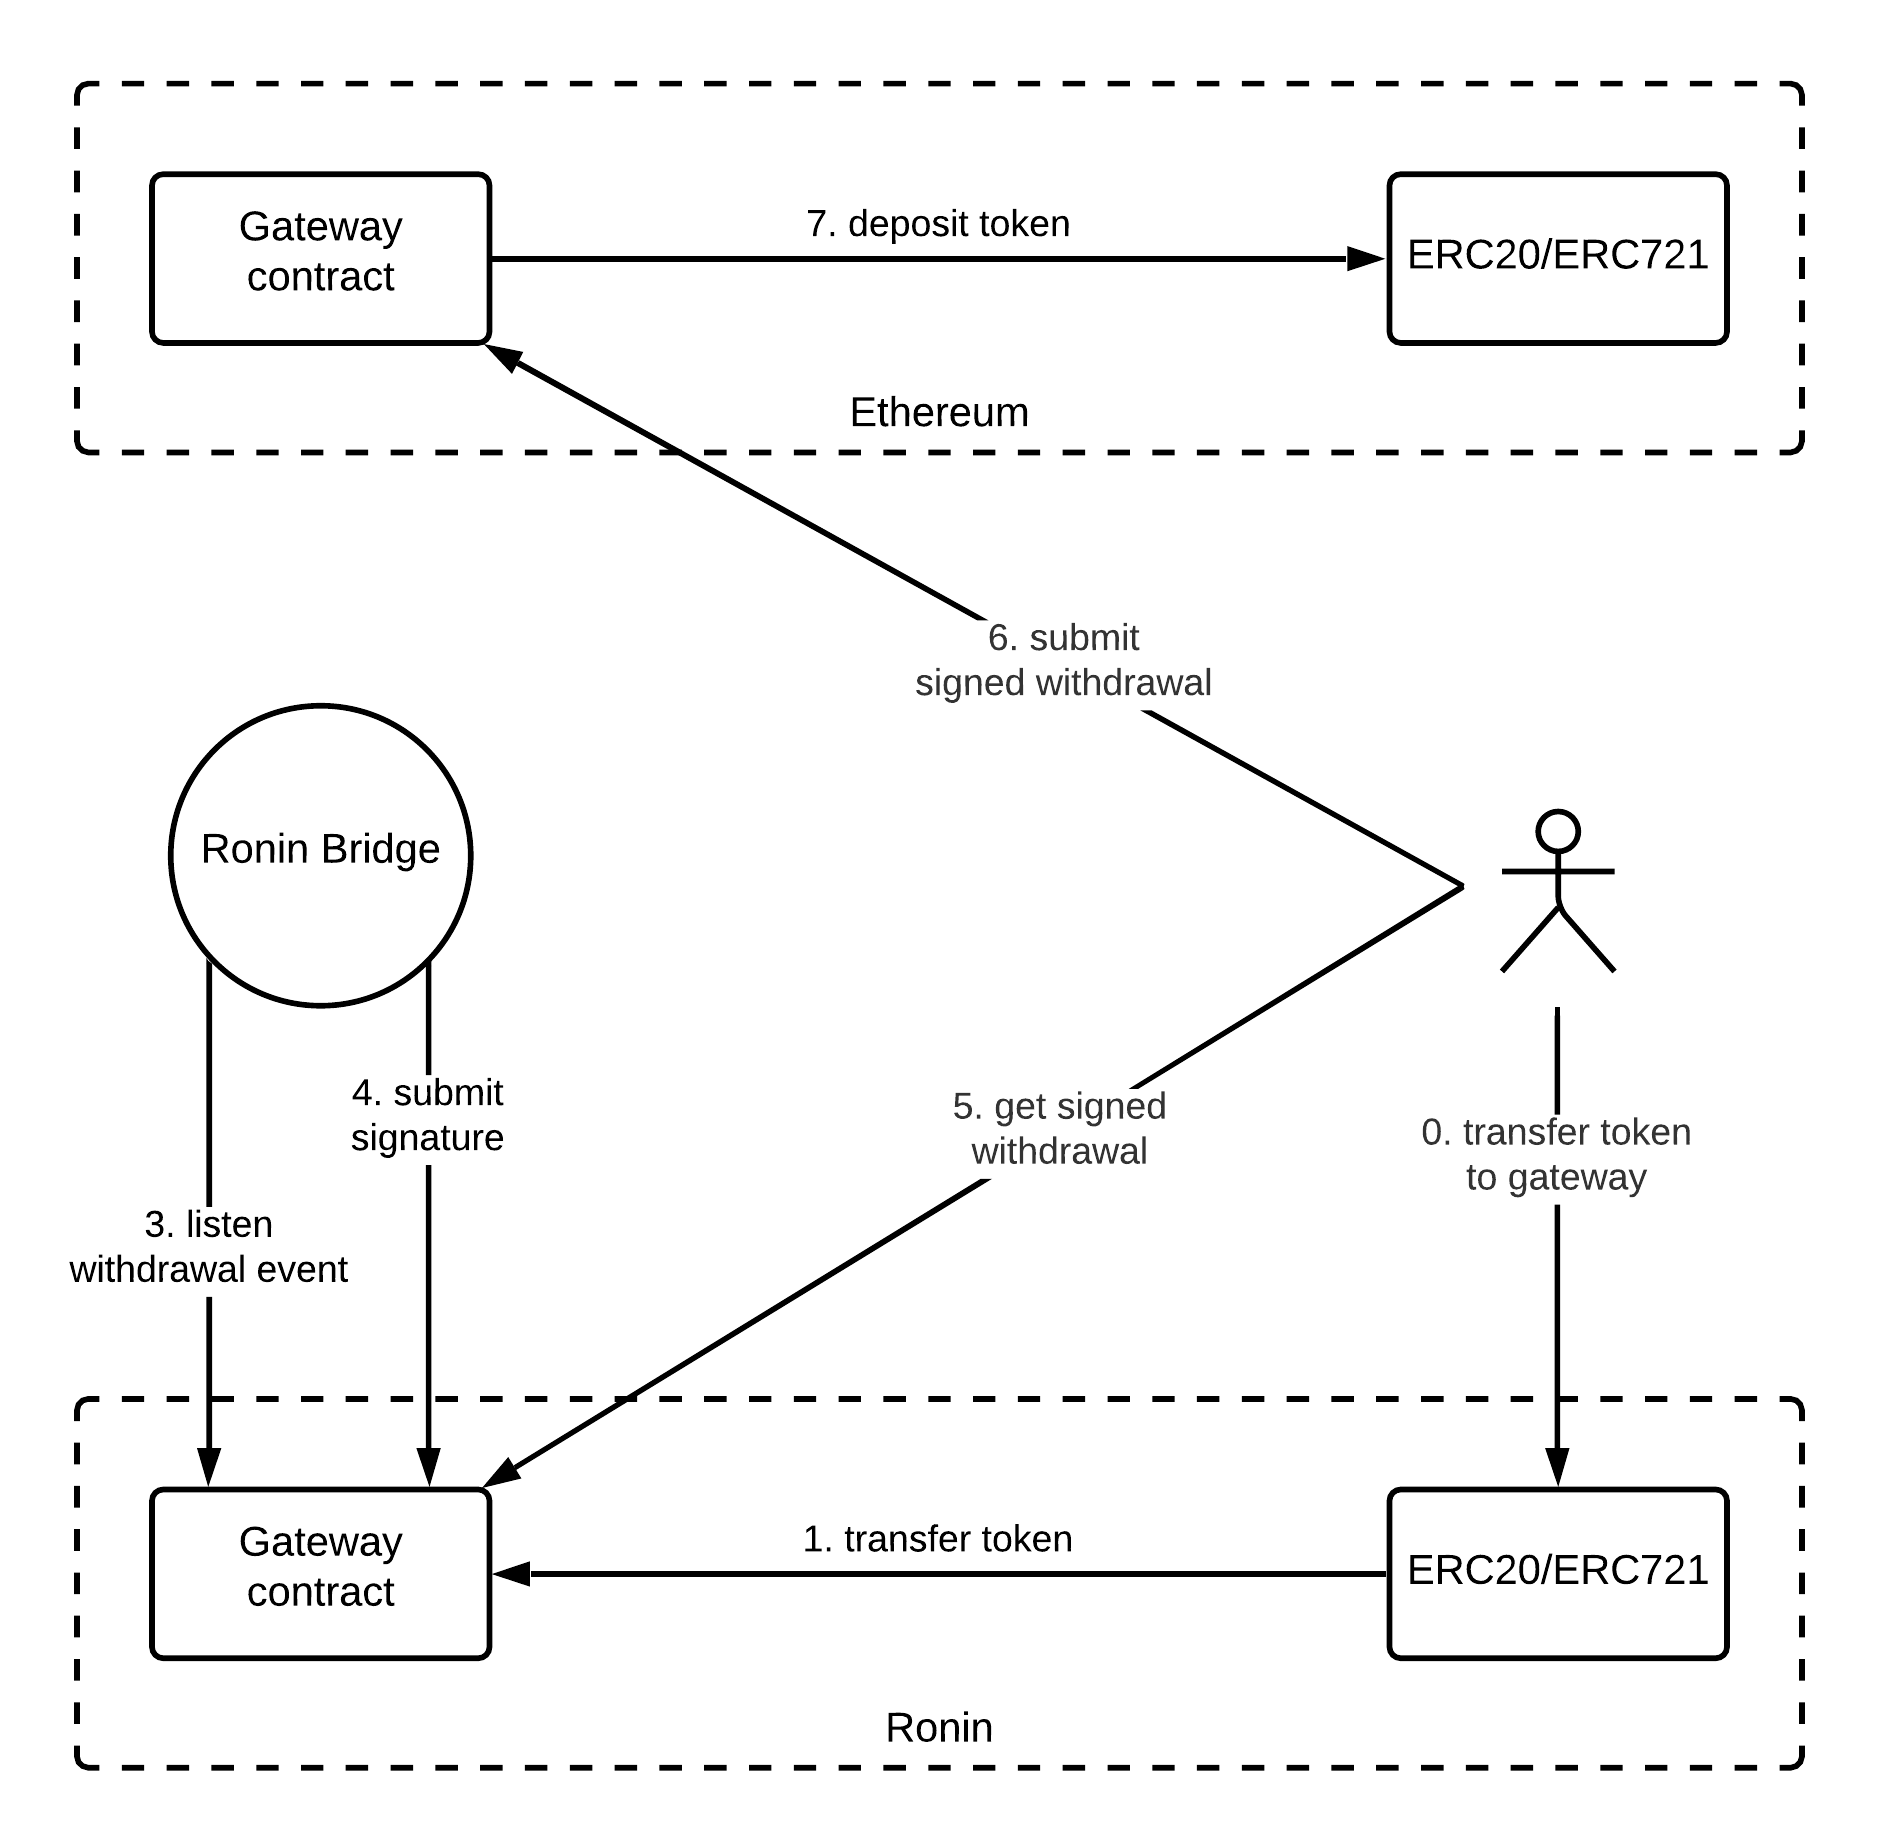 7. deposit token
Gateway
contract
ERC20/ERC721
Ethereum
6. submit
signed withdrawal
Ronin Bridge
4. submit
signature
5. get signed
withdrawal
0. transfer token
to gateway
3. listen
withdrawal event
1. transfer token
Gateway
contract
ERC20/ERC721
Ronin